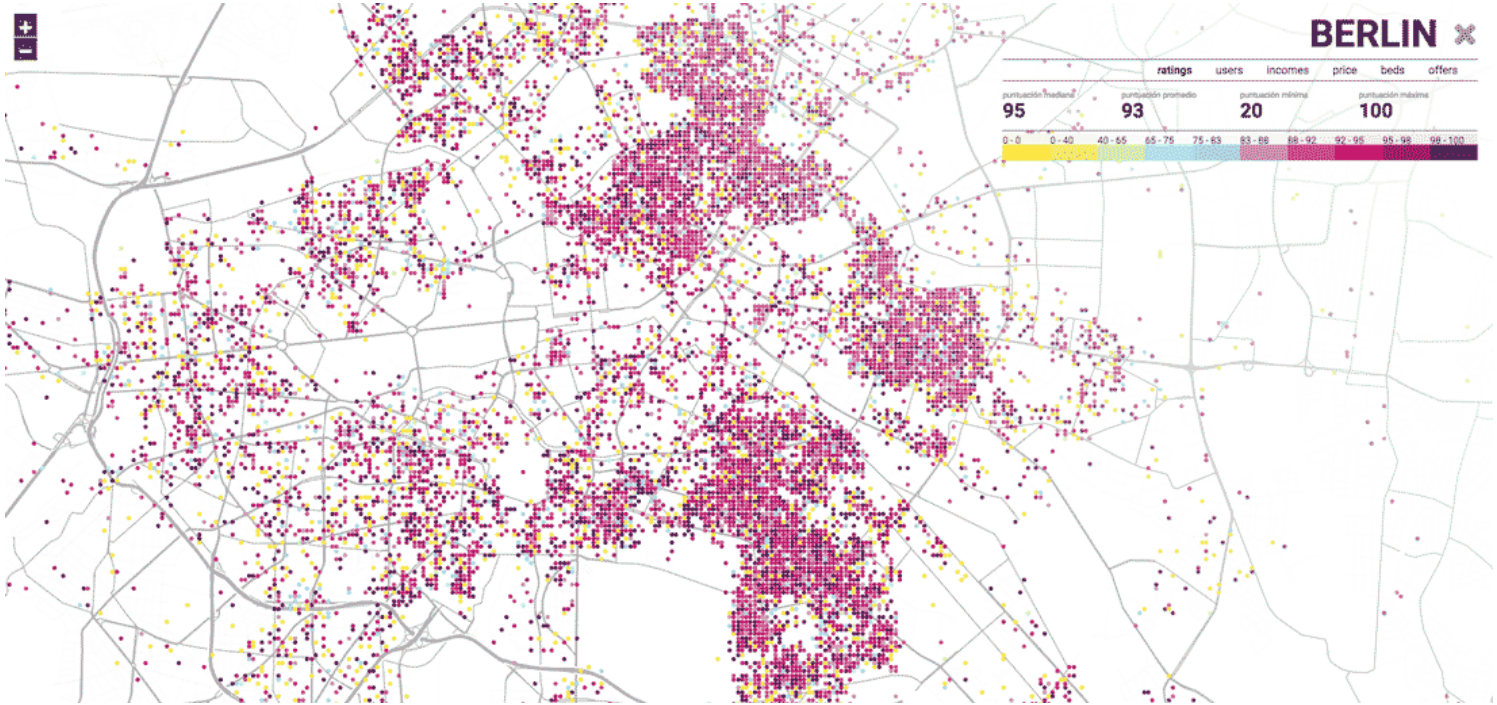 +
BERLIN
−
ratings users incomes price beds offers
puntuación mediana puntuación promedio puntuación mínima puntuación máxima
95 93 20 100
0 - 0 0 - 40 40 - 65 65 - 75 75 - 83 83 - 88 88 - 92 92 - 95 95 - 98 98 - 100